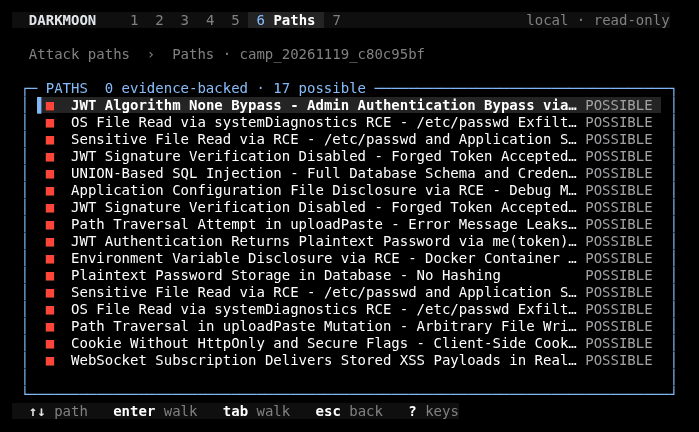 DARKMOON 1 2 3 4 5 6 Paths 7 local · read-only
Attack paths › Paths · camp_20261119_c80c95bf
PATHS 0 evidence-backed · 17 possible
JWT Algorithm None Bypass - Admin Authentication Bypass via… POSSIBLE
OS File Read via systemDiagnostics RCE - /etc/passwd Exfilt… POSSIBLE
Sensitive File Read via RCE - /etc/passwd and Application S… POSSIBLE
JWT Signature Verification Disabled - Forged Token Accepted… POSSIBLE
UNION-Based SQL Injection - Full Database Schema and Creden… POSSIBLE
Application Configuration File Disclosure via RCE - Debug M… POSSIBLE
JWT Signature Verification Disabled - Forged Token Accepted… POSSIBLE
Path Traversal Attempt in uploadPaste - Error Message Leaks… POSSIBLE
JWT Authentication Returns Plaintext Password via me(token)… POSSIBLE
Environment Variable Disclosure via RCE - Docker Container … POSSIBLE
Plaintext Password Storage in Database - No Hashing POSSIBLE
Sensitive File Read via RCE - /etc/passwd and Application S… POSSIBLE
OS File Read via systemDiagnostics RCE - /etc/passwd Exfilt… POSSIBLE
Path Traversal in uploadPaste Mutation - Arbitrary File Wri… POSSIBLE
Cookie Without HttpOnly and Secure Flags - Client-Side Cook… POSSIBLE
WebSocket Subscription Delivers Stored XSS Payloads in Real… POSSIBLE
↑↓ path enter walk tab walk esc back ? keys